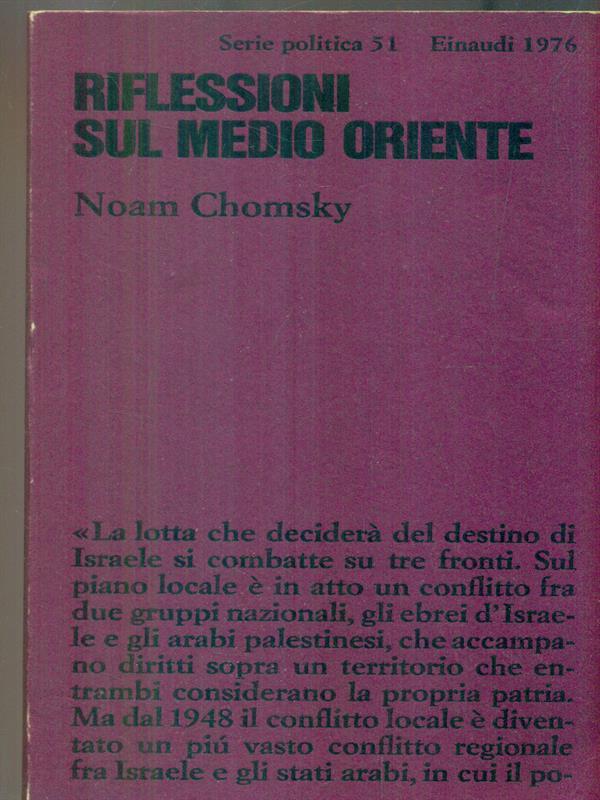 Serie politica 51 Einaudi 1976
RIFLESSIONI
SUL MEDIO ORIENTE
Noam Chomsky
«La lotta che deciderà del destino di
Israele si combatte su tre fronti. Sul
piano locale è in atto un conflitto fra
due gruppi nazionali, gli ebrei d'Israe-
le e gli arabi palestinesi, che accampa-
no diritti sopra un territorio che en-
trambi considerano la propria patria.
Ma dal 1948 il conflitto locale è diven-
tato un piú vasto conflitto regionale
fra Israele e gli stati arabi, in cui il po-